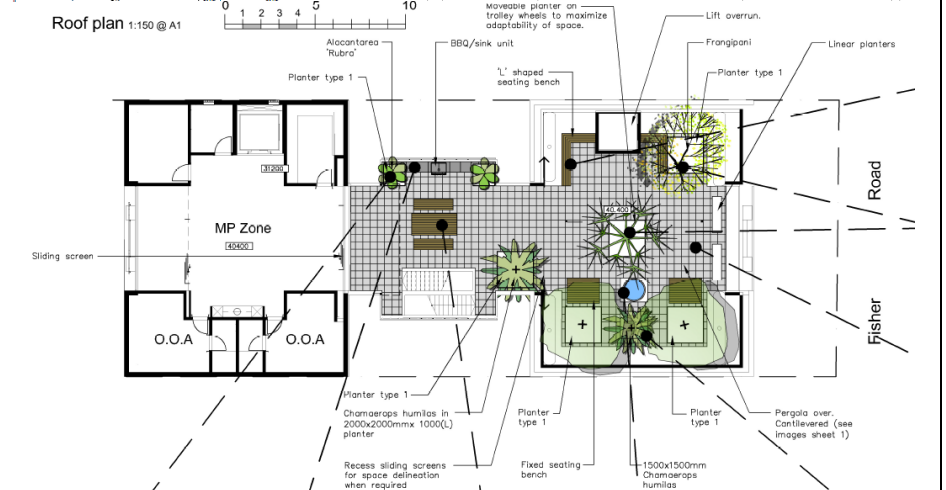 Roof plan 1:150 @ A1
0 5 10
1 2 3 4
Moveable planter on
trolley wheels to maximize
adaptability of space.
Lift overrun.
Alacantarea
'Rubra'
BBQ/sink unit
Frangipani
Linear planters
Planter type 1
'L' shaped
seating bench
Planter type 1
31200
MP Zone
40400
40.400
Sliding screen
Road
Fisher
O.O.A
O.O.A
Planter type 1
Chamaerops humilas in
2000x2000mmx 1000(L)
planter
Planter
type 1
Planter
type 1
Pergola over.
Cantilevered (see
images sheet 1)
Recess sliding screens
for space delineation
when required
Fixed seating
bench
1500x1500mm
Chamaerops
humilas